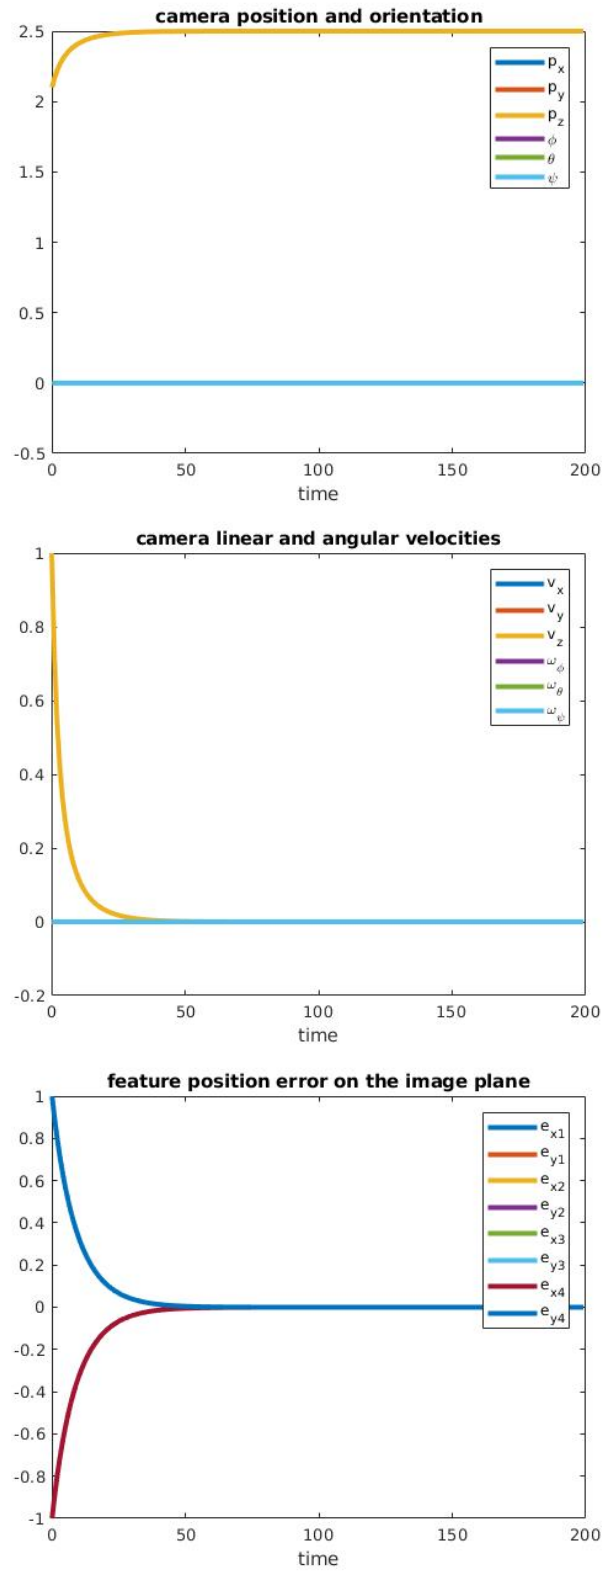 camera position and orientation
2.5
2
1.5
1
0.5
0
-0.5
p_x
p_y
p_z
ϕ
θ
ψ
0 50 100 150 200
time
camera linear and angular velocities
1
0.8
0.6
0.4
0.2
0
-0.2
v_x
v_y
v_z
ω_ϕ
ω_θ
ω_ψ
0 50 100 150 200
time
feature position error on the image plane
1
0.8
0.6
0.4
0.2
0
-0.2
-0.4
-0.6
-0.8
-1
e_x1
e_y1
e_x2
e_y2
e_x3
e_y3
e_x4
e_y4
0 50 100 150 200
time